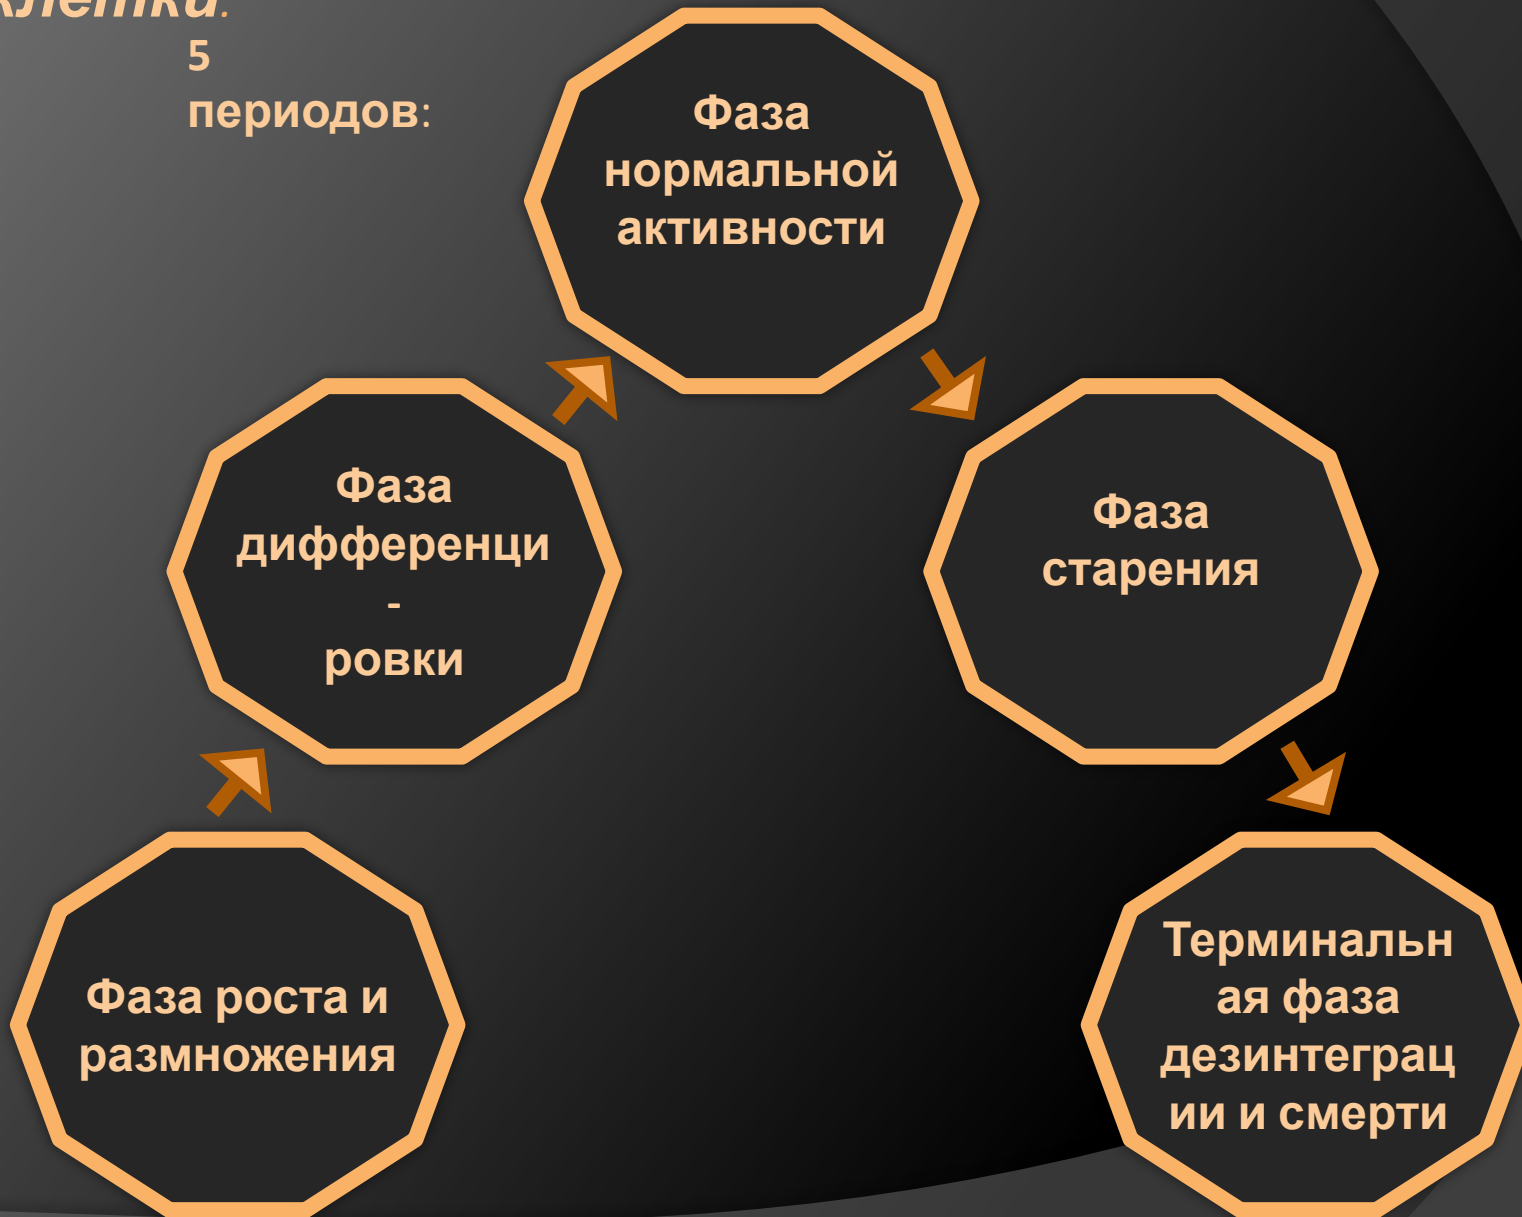 клетки.
5
периодов:
Фаза
нормальной
активности
Фаза
дифференци
-
ровки
Фаза
старения
Фаза роста и
размножения
Терминальн
ая фаза
дезинтеграц
ии и смерти